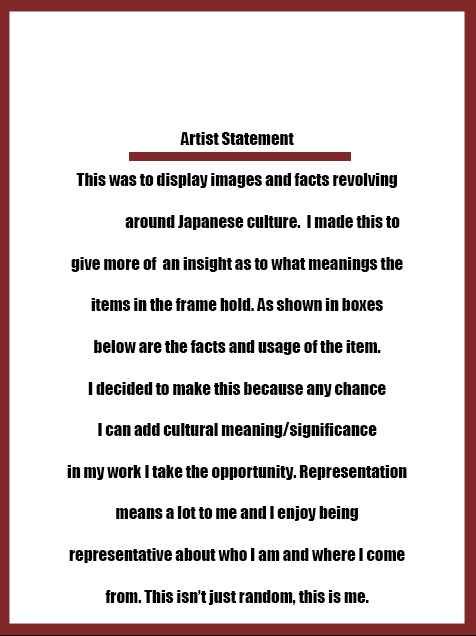 Artist Statement
This was to display images and facts revolving
around Japanese culture.  I made this to
give more of  an insight as to what meanings the
items in the frame hold. As shown in boxes
below are the facts and usage of the item.
I decided to make this because any chance
I can add cultural meaning/significance
in my work I take the opportunity. Representation
means a lot to me and I enjoy being
representative about who I am and where I come
from. This isn't just random, this is me.